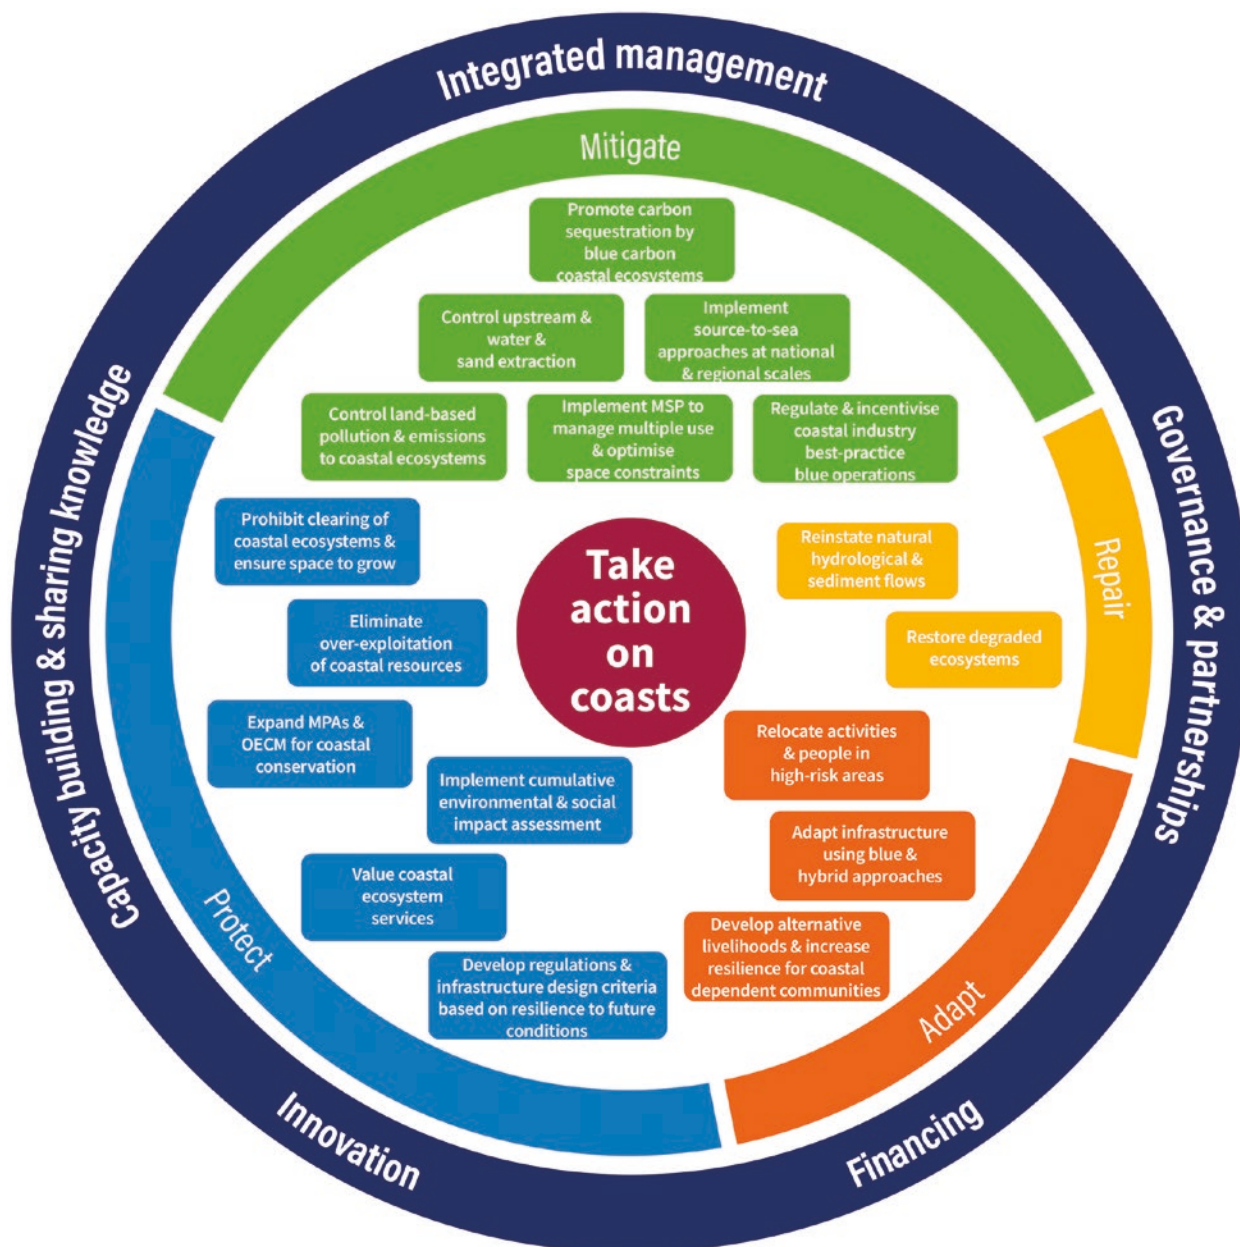 Integrated management
Mitigate
Promote carbon
sequestration by
blue carbon
coastal ecosystems
Control upstream &
water &
sand extraction
Implement
source-to-sea
approaches at national
& regional scales
Control land-based
pollution & emissions
to coastal ecosystems
Implement MSP to
manage multiple use
& optimise
space constraints
Regulate & incentivise
coastal industry
best-practice
blue operations
Prohibit clearing of
coastal ecosystems &
ensure space to grow
Eliminate
over-exploitation
of coastal resources
Expand MPAs &
OECM for coastal
conservation
Implement cumulative
environmental & social
impact assessment
Value coastal
ecosystem
services
Develop regulations &
infrastructure design criteria
based on resilience to future
conditions
Take
action
on
coasts
Reinstate natural
hydrological &
sediment flows
Restore degraded
ecosystems
Relocate activities
& people in
high-risk areas
Adapt infrastructure
using blue &
hybrid approaches
Develop alternative
livelihoods & increase
resilience for coastal
dependent communities
Repair
Adapt
Protect
Governance & partnerships
Financing
Innovation
Capacity building & sharing knowledge